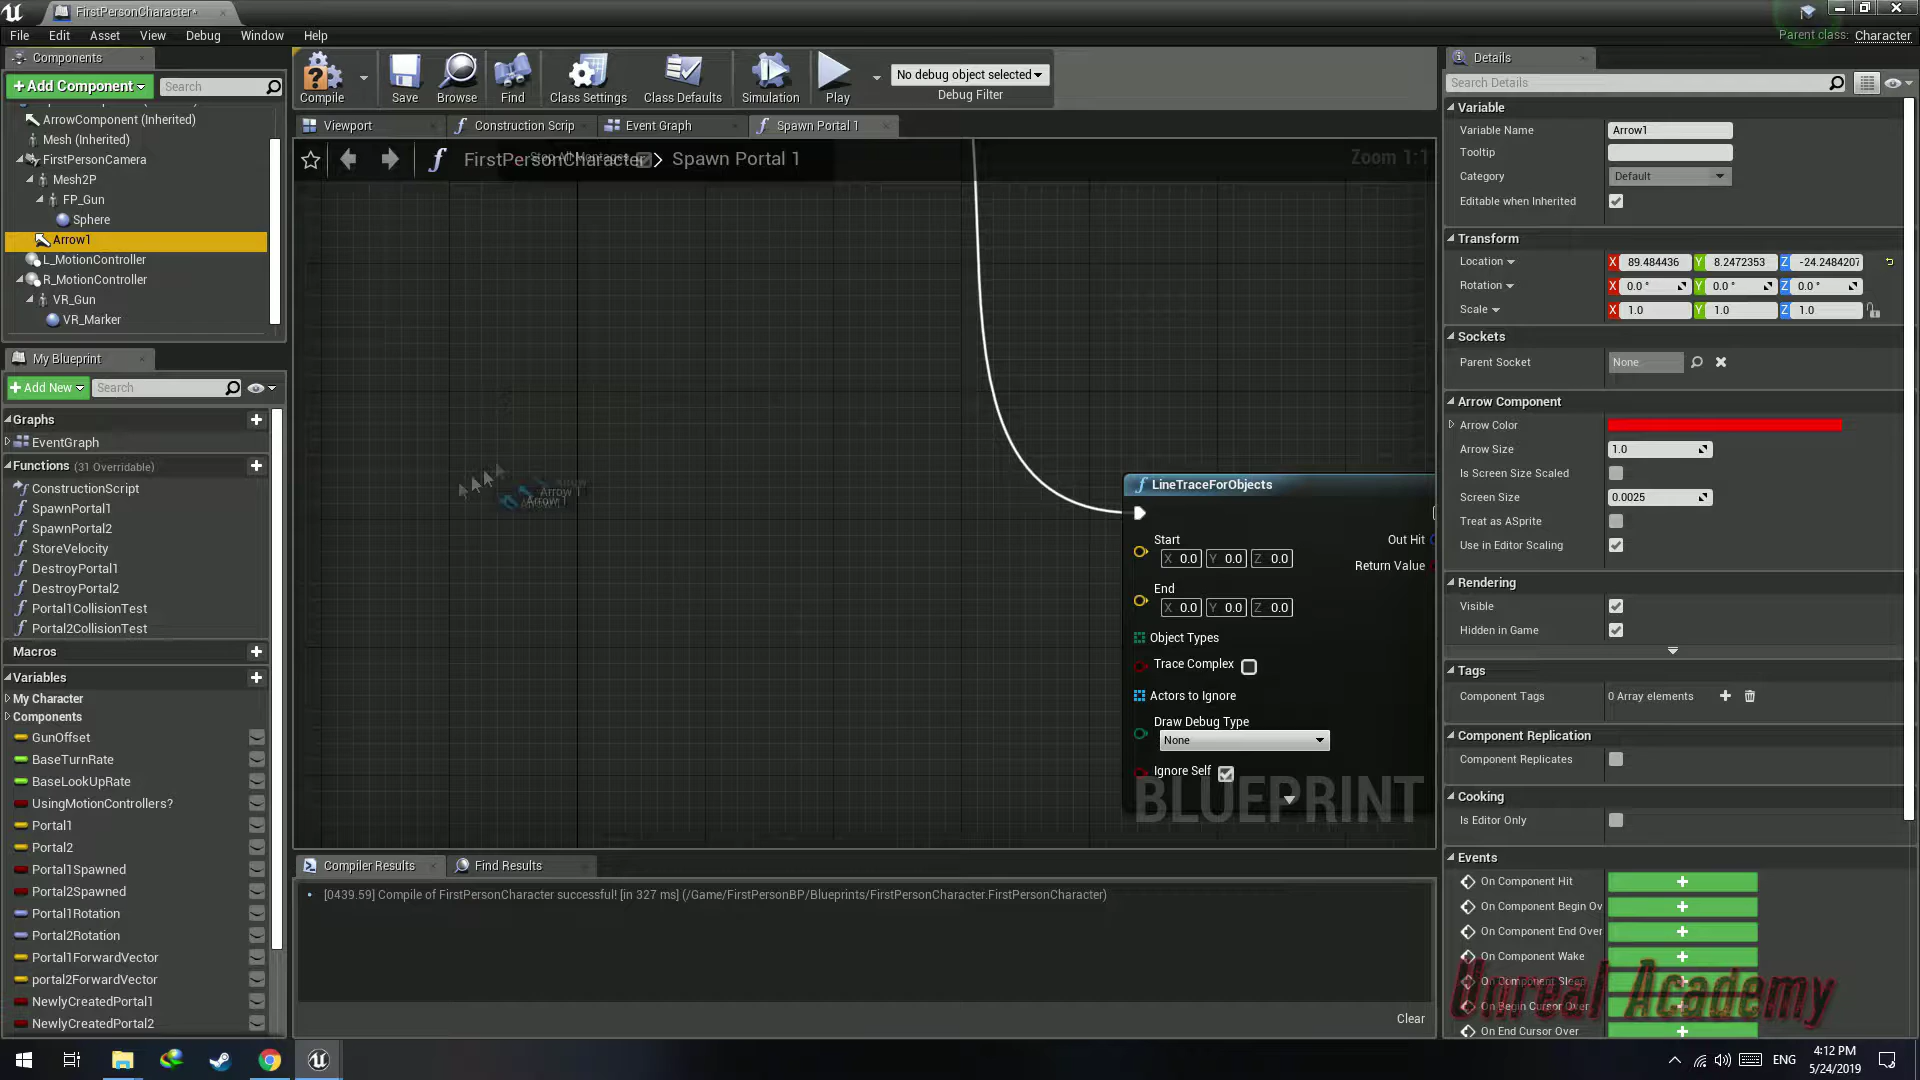 FirstPersonCharacter*
File Edit Asset View Debug Window Help
Parent class: Character
Components
+Add Component Search
ArrowComponent (Inherited)
Mesh (Inherited)
FirstPersonCamera
Mesh2P
FP_Gun
Sphere
Arrow1
L_MotionController
R_MotionController
VR_Gun
VR_Marker
My Blueprint
+Add New Search
Graphs
EventGraph
Functions (31 Overridable)
ConstructionScript
SpawnPortal1
SpawnPortal2
StoreVelocity
DestroyPortal1
DestroyPortal2
Portal1CollisionTest
Portal2CollisionTest
Macros
Variables
My Character
Components
GunOffset
BaseTurnRate
BaseLookUpRate
UsingMotionControllers?
Portal1
Portal2
Portal1Spawned
Portal2Spawned
Portal1Rotation
Portal2Rotation
Portal1ForwardVector
portal2ForwardVector
NewlyCreatedPortal1
NewlyCreatedPortal2
Compile Save Browse Find Class Settings Class Defaults Simulation Play
No debug object selected
Debug Filter
Viewport Construction Scrip Event Graph Spawn Portal 1
FirstPersonCharacter > Spawn Portal 1 Zoom 1:1
Arrow 1
Arrow 1
LineTraceForObjects
Start Out Hit
X 0.0 Y 0.0 Z 0.0
Return Value
End
X 0.0 Y 0.0 Z 0.0
Object Types
Trace Complex
Actors to Ignore
Draw Debug Type
None
Ignore Self
BLUEPRINT
Compiler Results Find Results
[0439.59] Compile of FirstPersonCharacter successful! [in 327 ms] (/Game/FirstPersonBP/Blueprints/FirstPersonCharacter.FirstPersonCharacter)
Clear
Details
Search Details
Variable
Variable Name Arrow1
Tooltip
Category Default
Editable when Inherited
Transform
Location X 89.484436 Y 8.2472353 Z -24.2484207
Rotation X 0.0 ° Y 0.0 ° Z 0.0 °
Scale X 1.0 Y 1.0 Z 1.0
Sockets
Parent Socket None
Arrow Component
Arrow Color
Arrow Size 1.0
Is Screen Size Scaled
Screen Size 0.0025
Treat as ASprite
Use in Editor Scaling
Rendering
Visible
Hidden in Game
Tags
Component Tags 0 Array elements
Component Replication
Component Replicates
Cooking
Is Editor Only
Events
On Component Hit
On Component Begin Ov
On Component End Over
On Component Wake
On Component Sleep
On Begin Cursor Over
On End Cursor Over
Unreal Academy
ENG
4:12 PM
5/24/2019